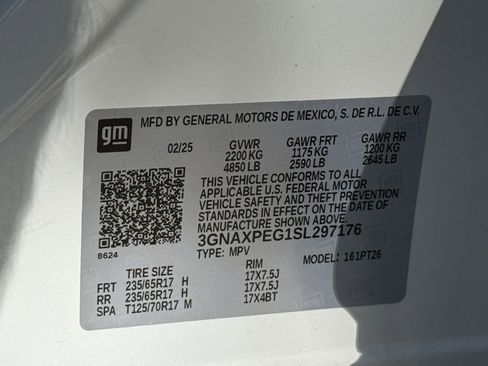 gm
MFD BY GENERAL MOTORS DE MEXICO, S. DE R.L. DE C.V.
02/25 GVWR GAWR FRT GAWR RR
2200 KG 1175 KG 1200 KG
4850 LB 2590 LB 2645 LB
THIS VEHICLE CONFORMS TO ALL
APPLICABLE U.S. FEDERAL MOTOR
VEHICLE SAFETY AND THEFT PREVENTION
STANDARDS IN EFFECT ON THE DATE OF
MANUFACTURE SHOWN ABOVE.
3GNAXPEG1SL297176
8624 TYPE: MPV MODEL: 161PT26
TIRE SIZE RIM
FRT 235/65R17 H 17X7.5J
RR 235/65R17 H 17X7.5J
SPA T125/70R17 M 17X4BT